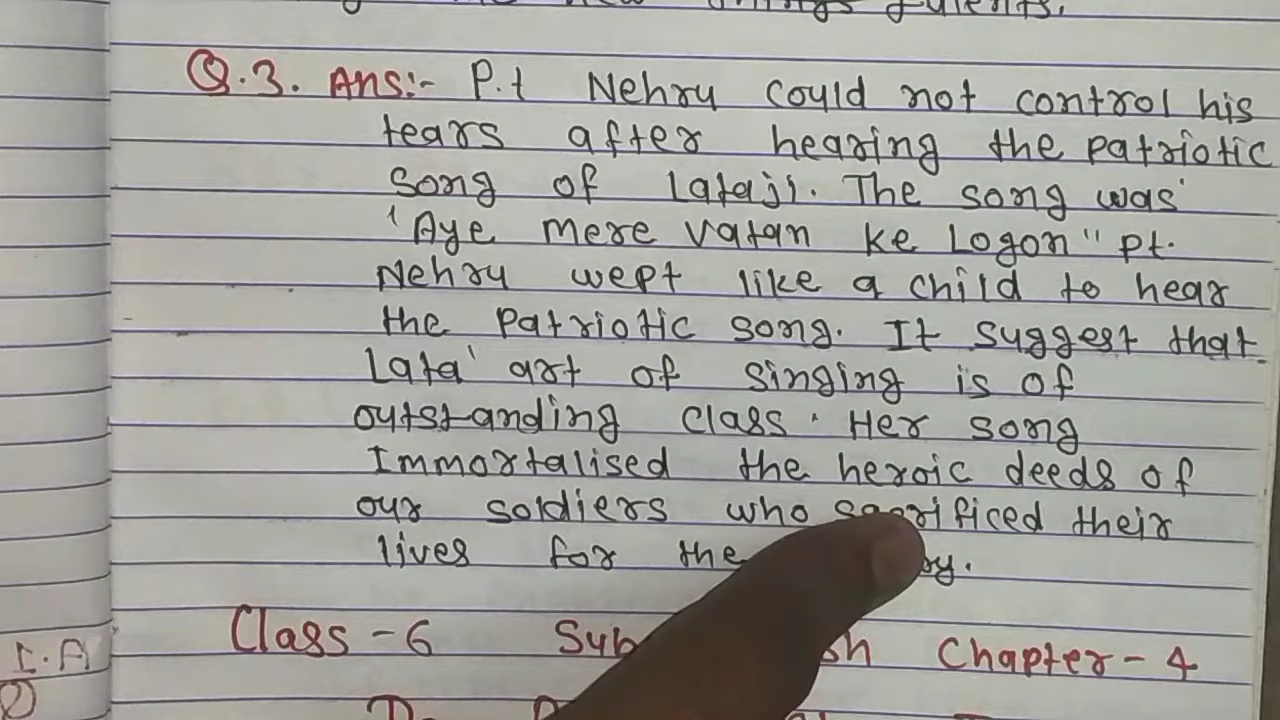 things
Q.3. Ans:- P.t Nehru could not control his
tears after hearing the patriotic
song of Lataji. The song was
'Aye mere vatan ke Logon" pt.
Nehru wept like a child to hear
the patriotic song. It suggest that
Lata' art of singing is of
outstanding class. Her song
Immortalised the heroic deeds of
our soldiers who sacrificed their
lives for the
Class-6 Chapter-4
I.A